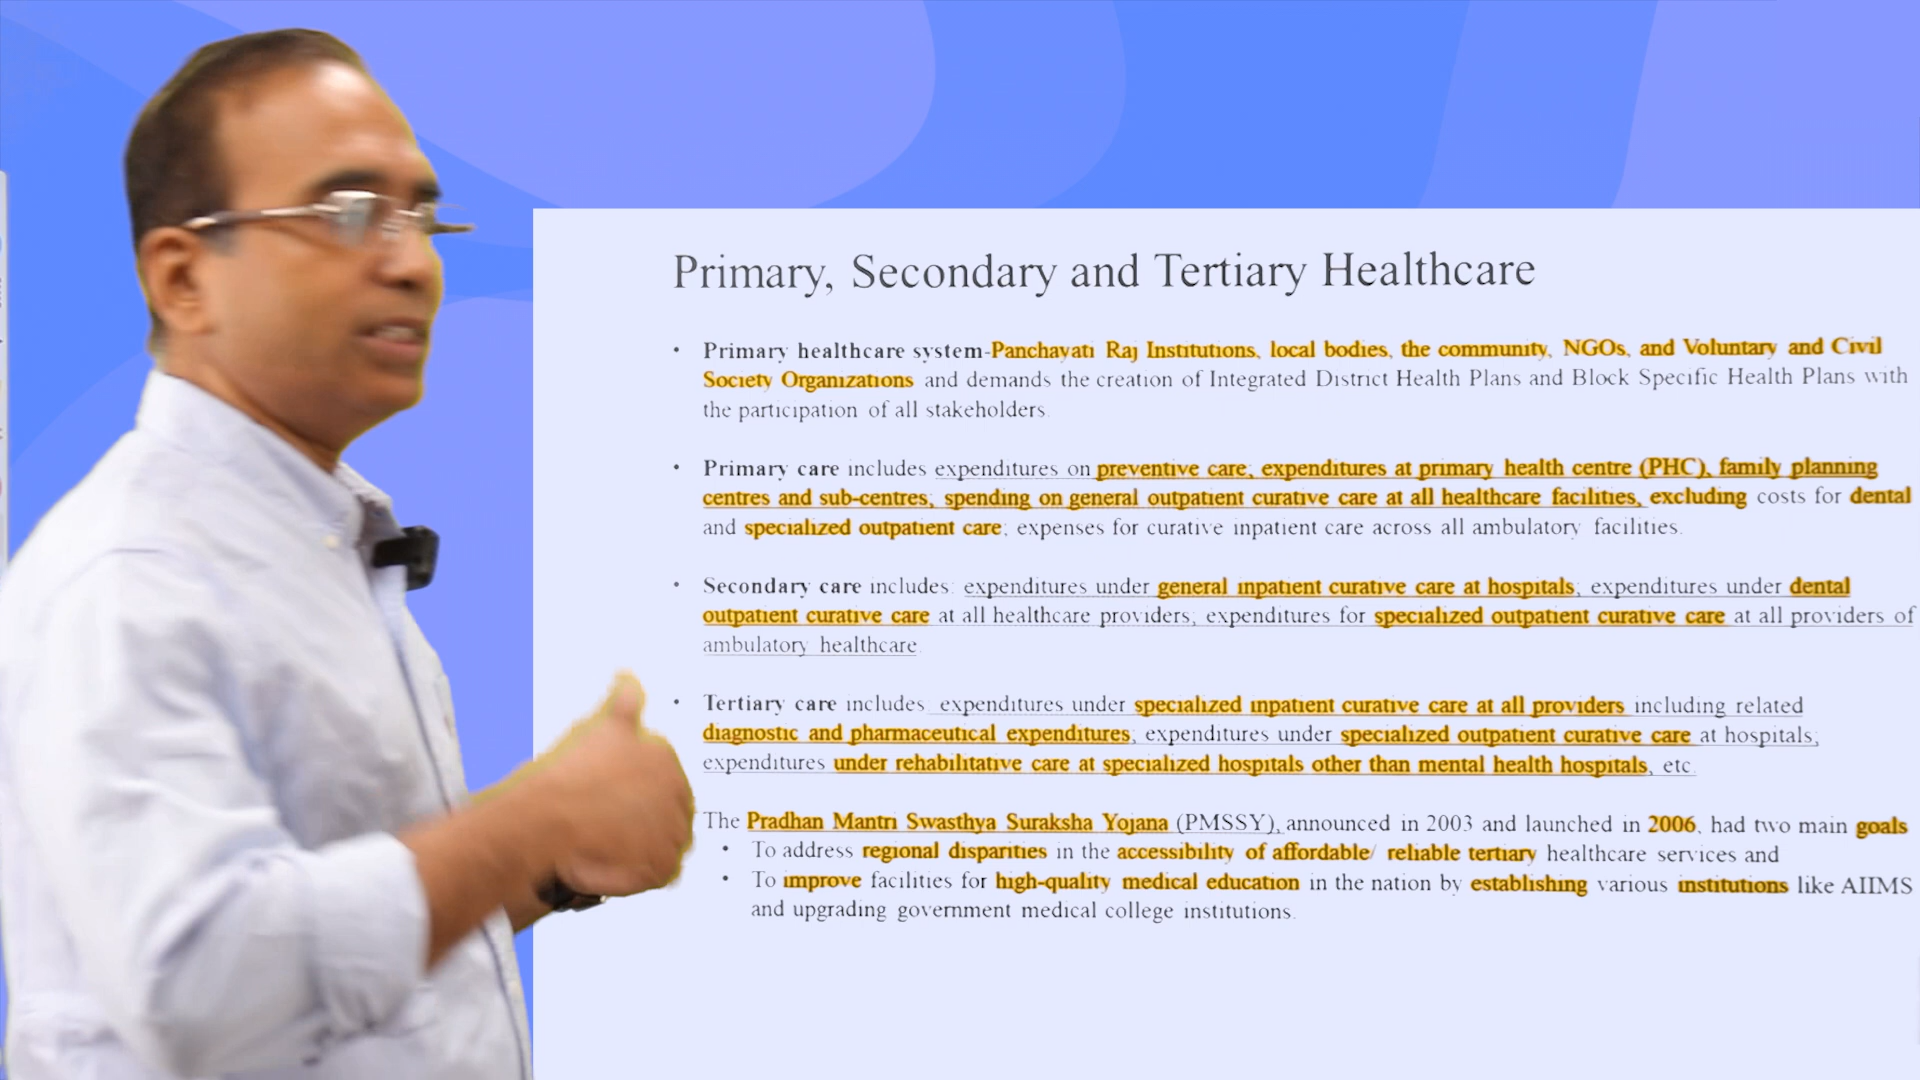 Primary, Secondary and Tertiary Healthcare
• Primary healthcare system-Panchayati Raj Institutions, local bodies, the community, NGOs, and Voluntary and Civil
Society Organizations and demands the creation of Integrated District Health Plans and Block Specific Health Plans with
the participation of all stakeholders.
• Primary care includes expenditures on preventive care; expenditures at primary health centre (PHC), family planning
centres and sub-centres; spending on general outpatient curative care at all healthcare facilities, excluding costs for dental
and specialized outpatient care; expenses for curative inpatient care across all ambulatory facilities.
• Secondary care includes: expenditures under general inpatient curative care at hospitals; expenditures under dental
outpatient curative care at all healthcare providers; expenditures for specialized outpatient curative care at all providers of
ambulatory healthcare.
• Tertiary care includes: expenditures under specialized inpatient curative care at all providers including related
diagnostic and pharmaceutical expenditures; expenditures under specialized outpatient curative care at hospitals;
expenditures under rehabilitative care at specialized hospitals other than mental health hospitals, etc.
The Pradhan Mantri Swasthya Suraksha Yojana (PMSSY), announced in 2003 and launched in 2006, had two main goals
• To address regional disparities in the accessibility of affordable/ reliable tertiary healthcare services and
• To improve facilities for high-quality medical education in the nation by establishing various institutions like AIIMS
and upgrading government medical college institutions.